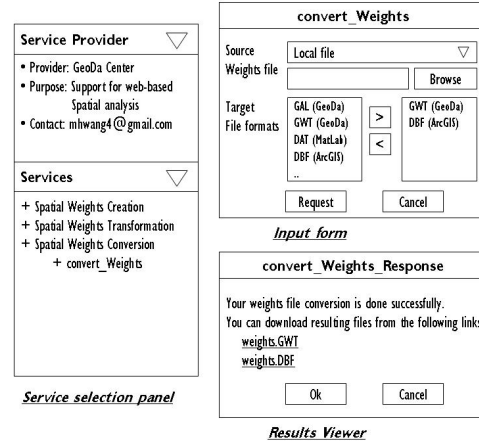 Service Provider
• Provider: GeoDa Center
• Purpose: Support for web-based
Spatial analysis
• Contact: mhwang4@gmail.com
Services
+ Spatial Weights Creation
+ Spatial Weights Transformation
+ Spatial Weights Conversion
+ convert_Weights
Service selection panel
convert_Weights
Source
Weights file
Local file
Browse
Target
File formats
GAL (GeoDa)
GWT (GeoDa)
DAT (MatLab)
DBF (ArcGIS)
..
>
<
GWT (GeoDa)
DBF (ArcGIS)
Request
Cancel
Input form
convert_Weights_Response
Your weights file conversion is done successfully.
You can download resulting files from the following links
weights.GWT
weights.DBF
Ok
Cancel
Results Viewer